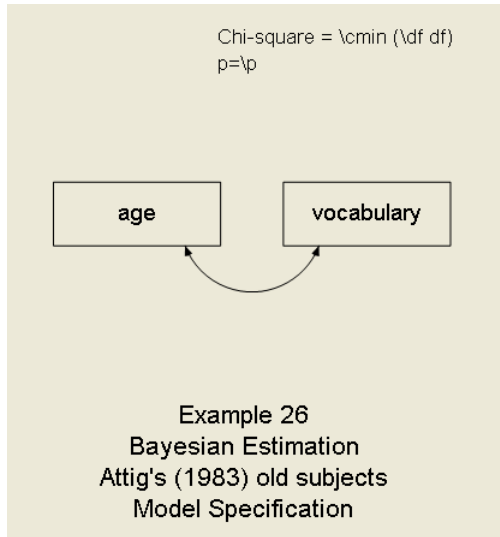 Chi-square = \cmin (\df df)
p=\p
age
vocabulary
Example 26
Bayesian Estimation
Attig's (1983) old subjects
Model Specification